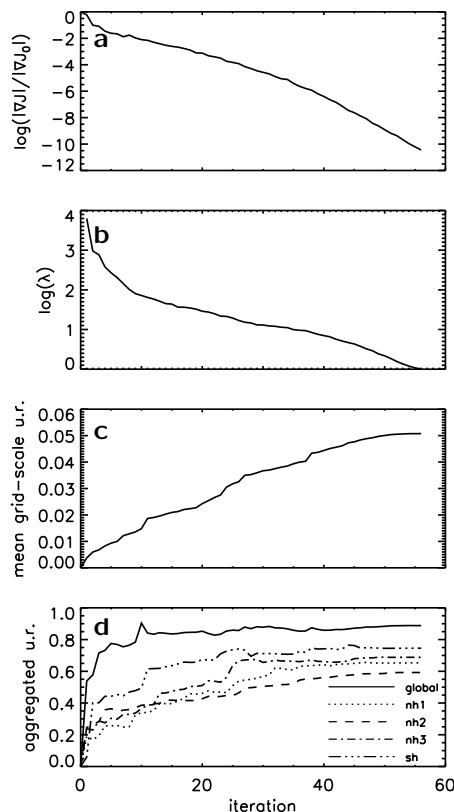 log(|∇J|/|∇J₀|)
0
−2
−4
−6
−8
−10
−12
a
log(λ)
4
3
2
1
0
b
mean grid−scale u.r.
0.06
0.05
0.04
0.03
0.02
0.01
0.00
c
aggregated u.r.
1.0
0.8
0.6
0.4
0.2
0.0
d
global
nh1
nh2
nh3
sh
0 20 40 60
iteration